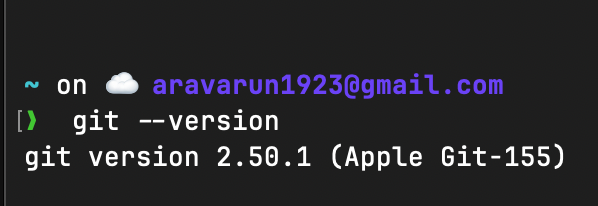 ~ on ☁️ aravarun1923@gmail.com
[❱ git --version
git version 2.50.1 (Apple Git-155)